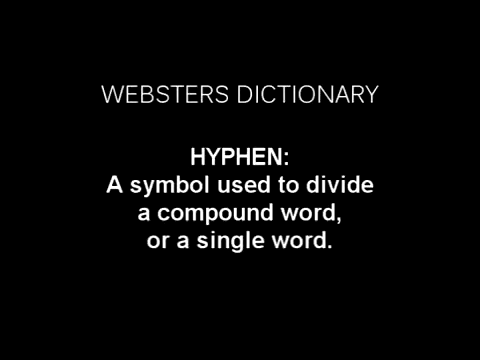 WEBSTERS DICTIONARY
HYPHEN:
A symbol used to divide
a compound word,
or a single word.